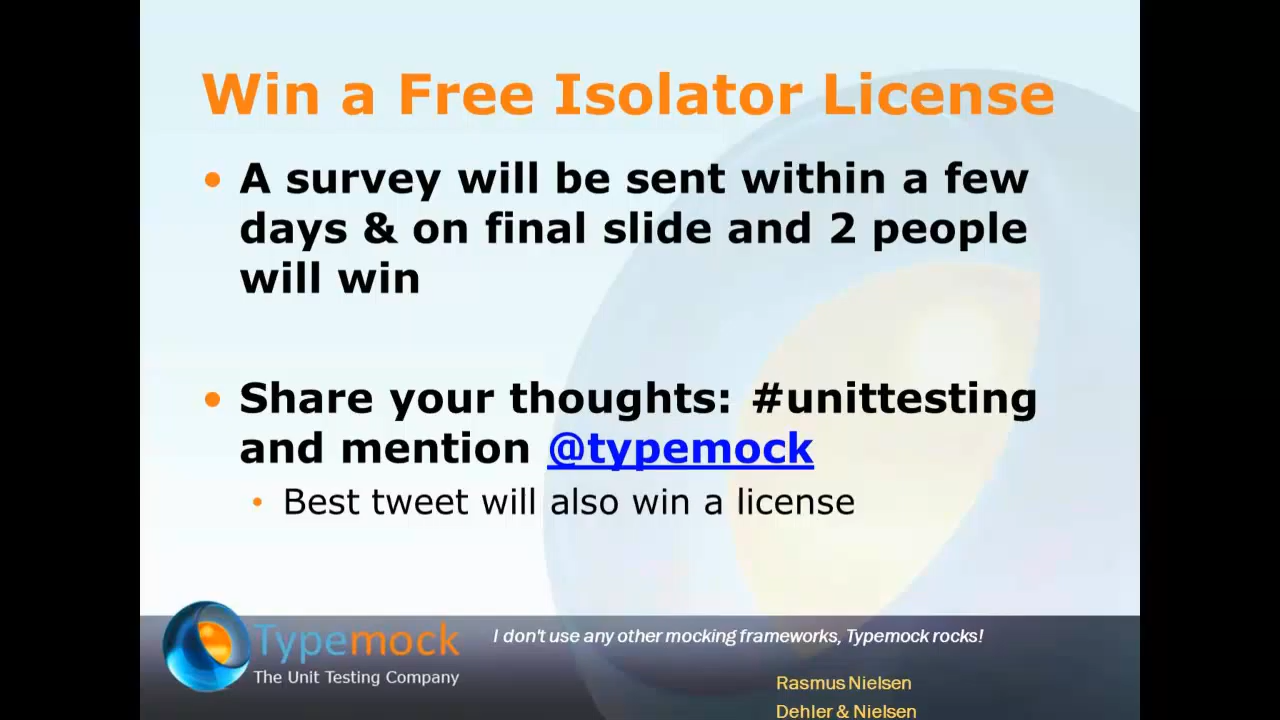 Win a Free Isolator License
• A survey will be sent within a few
days & on final slide and 2 people
will win
• Share your thoughts: #unittesting
and mention @typemock
• Best tweet will also win a license
Typemock
The Unit Testing Company
I don't use any other mocking frameworks, Typemock rocks!
Rasmus Nielsen
Dehler & Nielsen